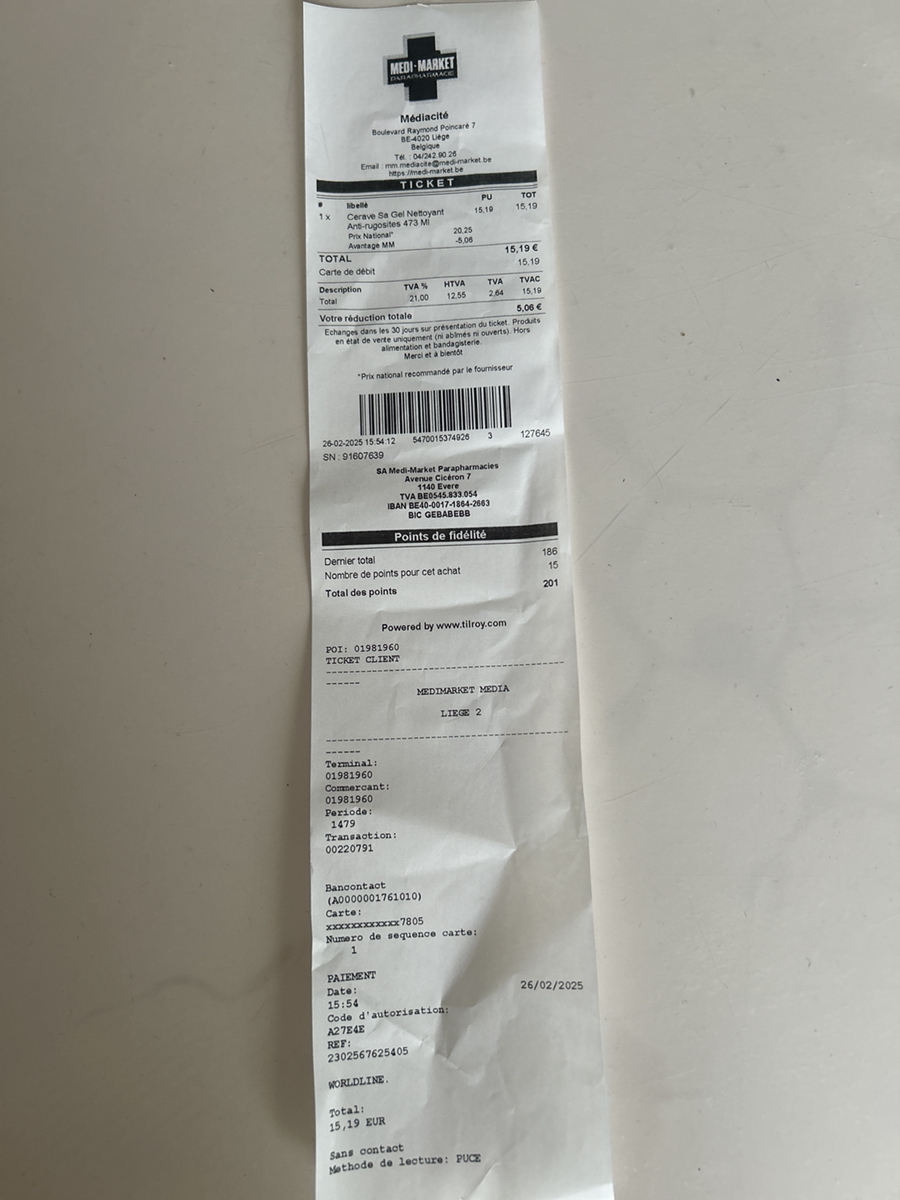 MEDI-MARKET
PARAPHARMACIE
Médiacité
Boulevard Raymond Poincaré 7
BE-4020 Liège
Belgique
Tél. : 04/242.90.26
Email : mm.mediacite@medi-market.be
https://medi-market.be
TICKET
# libellé PU TOT
1 x Cerave Sa Gel Nettoyant 15,19 15,19
Anti-rugosites 473 Ml
Prix National* 20,25
Avantage MM -5,06
TOTAL 15,19 €
Carte de débit 15,19
Description TVA % HTVA TVA TVAC
Total 21,00 12,55 2,64 15,19
Votre réduction totale 5,06 €
Echanges dans les 30 jours sur présentation du ticket. Produits
en état de vente uniquement (ni abîmés ni ouverts). Hors
alimentation et bandagisterie.
Merci et à bientôt
*Prix national recommandé par le fournisseur
26-02-2025 15:54:12 5470015374926 3 127645
SN : 91607639
SA Medi-Market Parapharmacies
Avenue Cicéron 7
1140 Evere
TVA BE0545.833.054
IBAN BE40-0017-1864-2663
BIC GEBABEBB
Points de fidélité
Dernier total 186
Nombre de points pour cet achat 15
Total des points 201
Powered by www.tilroy.com
POI: 01981960
TICKET CLIENT
--------------------------------------
------
MEDIMARKET MEDIA
LIEGE 2
--------------------------------------
------
Terminal:
01981960
Commercant:
01981960
Periode:
1479
Transaction:
00220791
Bancontact
(A0000001761010)
Carte:
xxxxxxxxxxxx7805
Numero de sequence carte:
1
PAIEMENT
Date: 26/02/2025
15:54
Code d'autorisation:
A27E4E
REF:
2302567625405
WORLDLINE.
Total:
15,19 EUR
Sans contact
Methode de lecture: PUCE